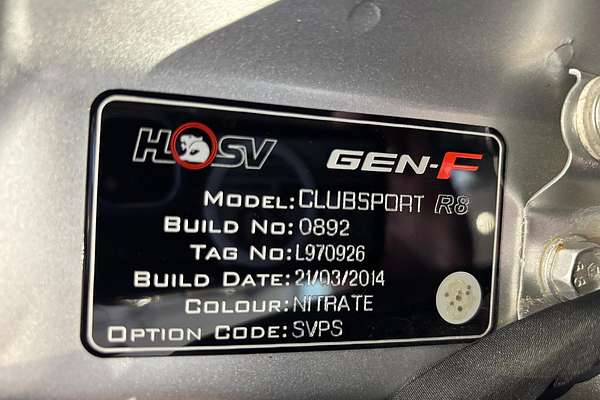 HSV GEN-F
MODEL: CLUBSPORT R8
BUILD NO: 0892
TAG NO: L970926
BUILD DATE: 21/03/2014
COLOUR: NITRATE
OPTION CODE: SVPS